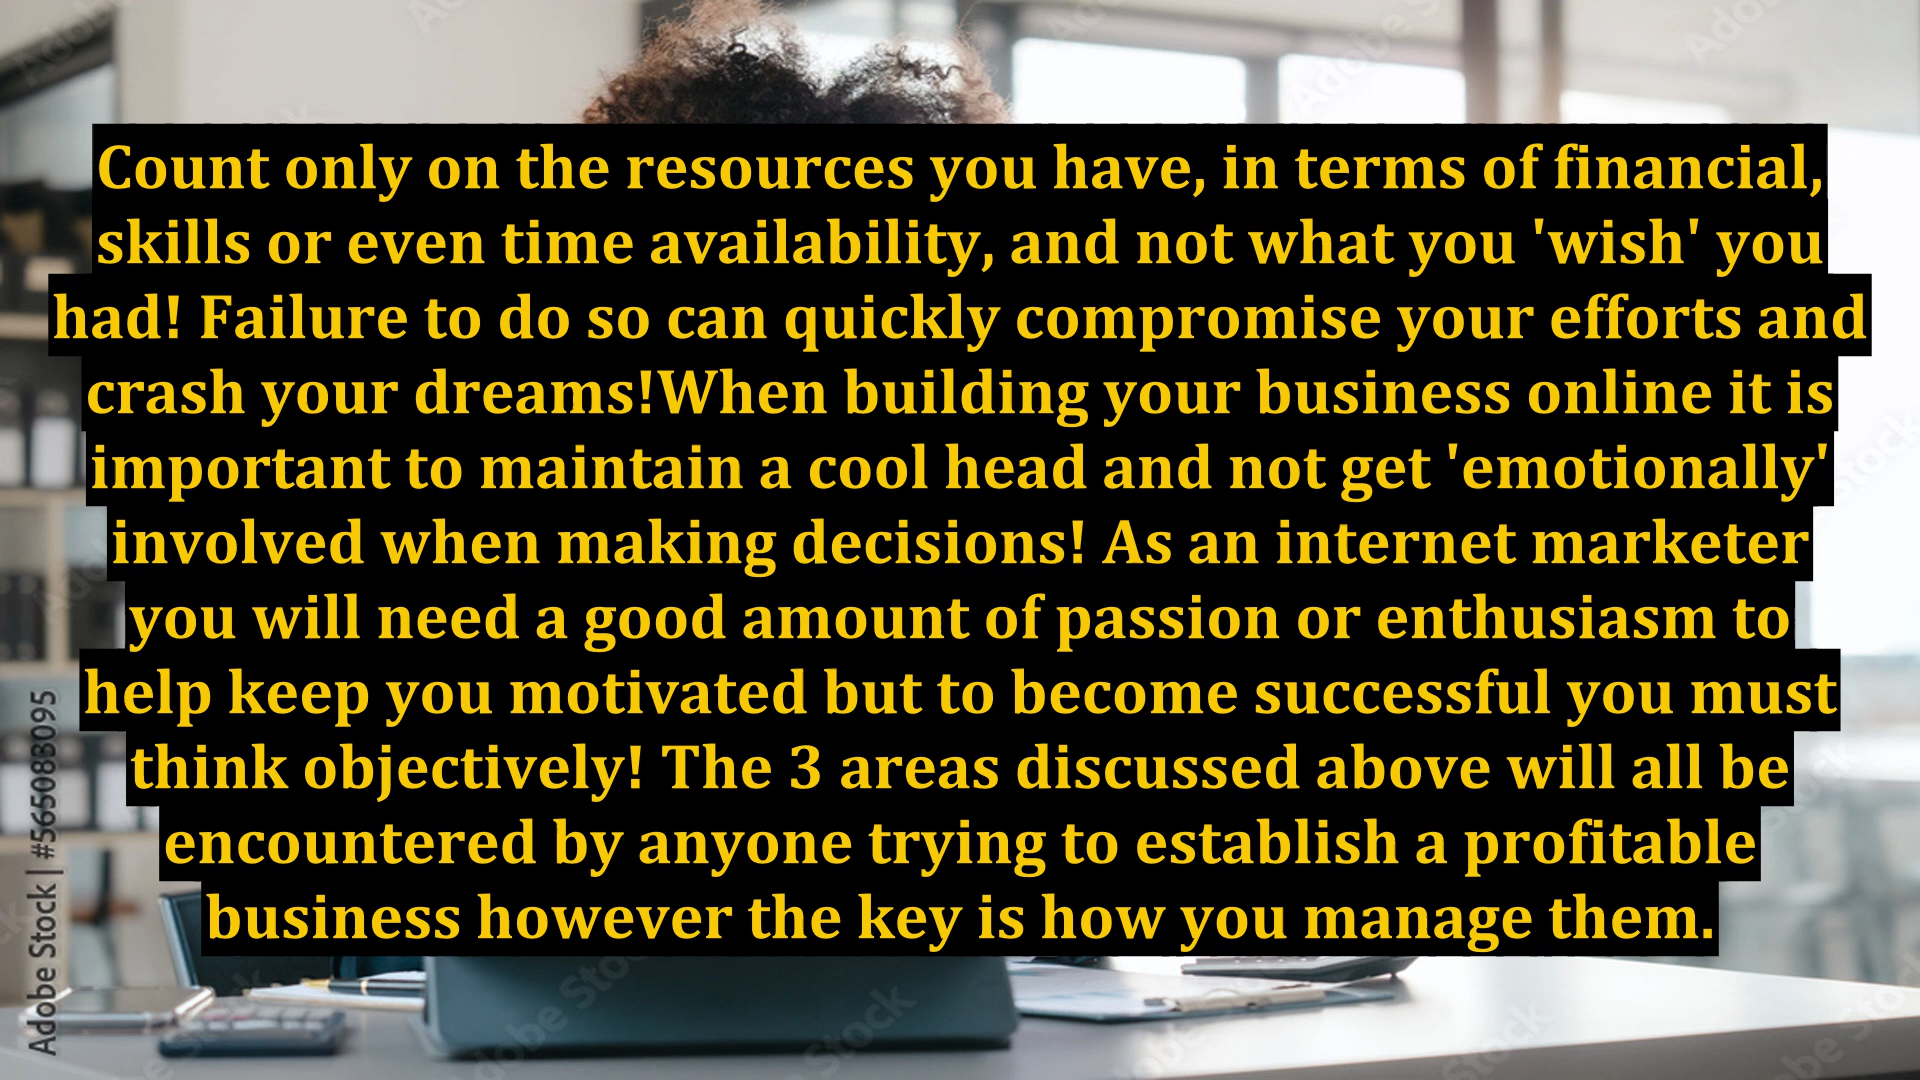 Count only on the resources you have, in terms of financial,
skills or even time availability, and not what you 'wish' you
had! Failure to do so can quickly compromise your efforts and
crash your dreams!When building your business online it is
important to maintain a cool head and not get 'emotionally'
involved when making decisions! As an internet marketer
you will need a good amount of passion or enthusiasm to
help keep you motivated but to become successful you must
think objectively! The 3 areas discussed above will all be
encountered by anyone trying to establish a profitable
business however the key is how you manage them.
Adobe Stock | #565088095